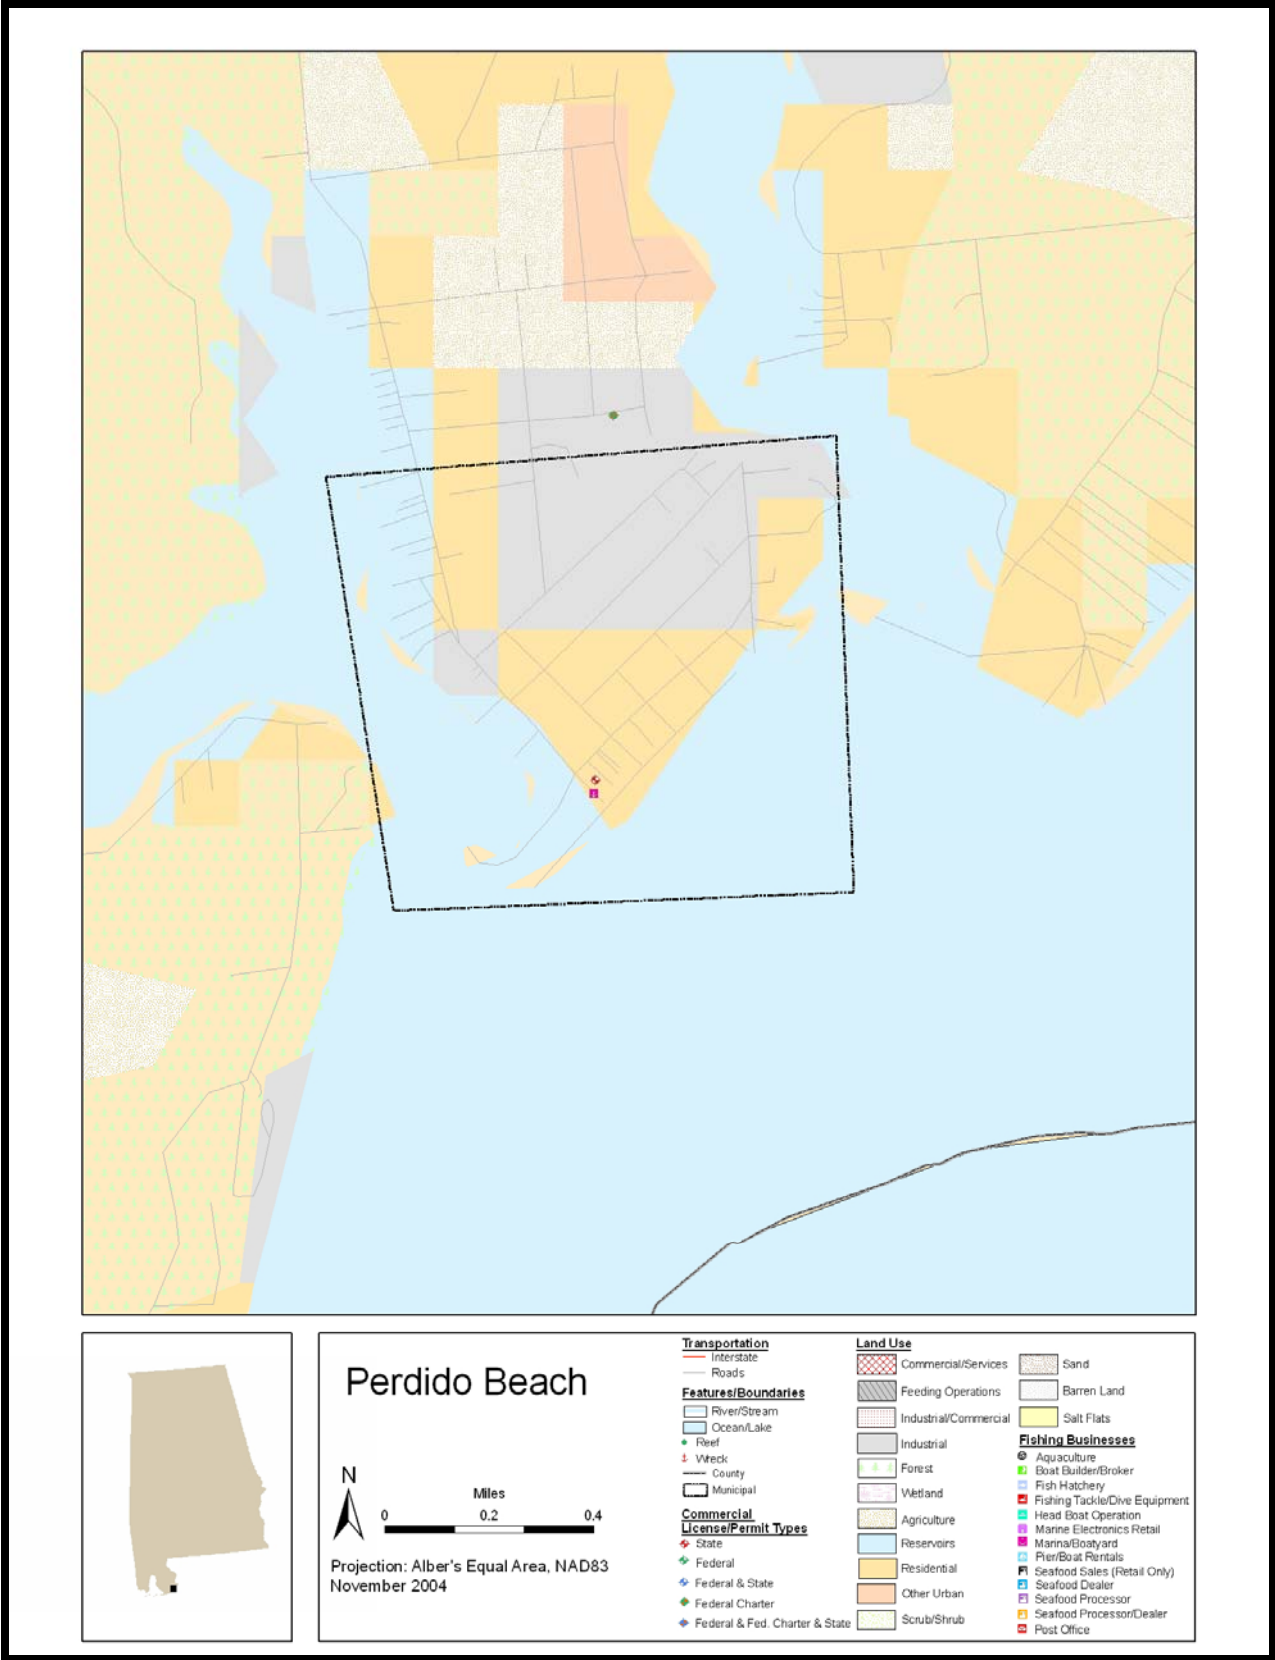 Perdido Beach
N
Miles
0 0.2 0.4
Projection: Alber's Equal Area, NAD83
November 2004
Transportation
Interstate
Roads
Features/Boundaries
River/Stream
Ocean/Lake
Reef
Wreck
County
Municipal
Commercial
License/Permit Types
State
Federal
Federal & State
Federal Charter
Federal & Fed. Charter & State
Land Use
Commercial/Services
Feeding Operations
Industrial/Commercial
Industrial
Forest
Wetland
Agriculture
Reservoirs
Residential
Other Urban
Scrub/Shrub
Sand
Barren Land
Salt Flats
Fishing Businesses
Aquaculture
Boat Builder/Broker
Fish Hatchery
Fishing Tackle/Dive Equipment
Head Boat Operation
Marine Electronics Retail
Marina/Boatyard
Pier/Boat Rentals
Seafood Sales (Retail Only)
Seafood Dealer
Seafood Processor
Seafood Processor/Dealer
Post Office